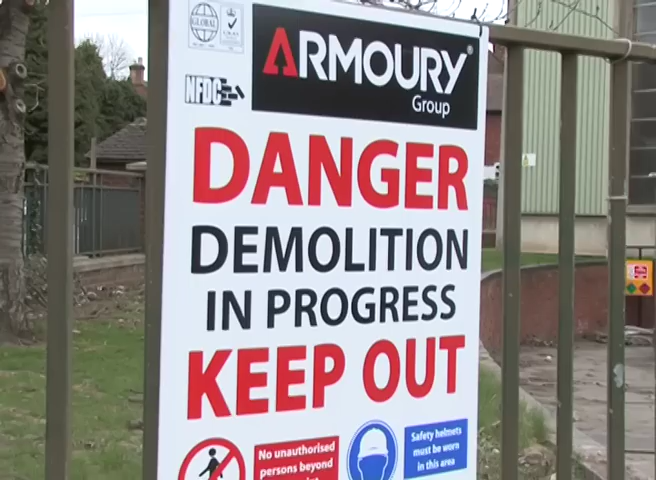 GLOBAL
NFDC
ARMOURY®
Group
DANGER
DEMOLITION
IN PROGRESS
KEEP OUT
No unauthorised
persons beyond
Safety helmets
must be worn
in this area